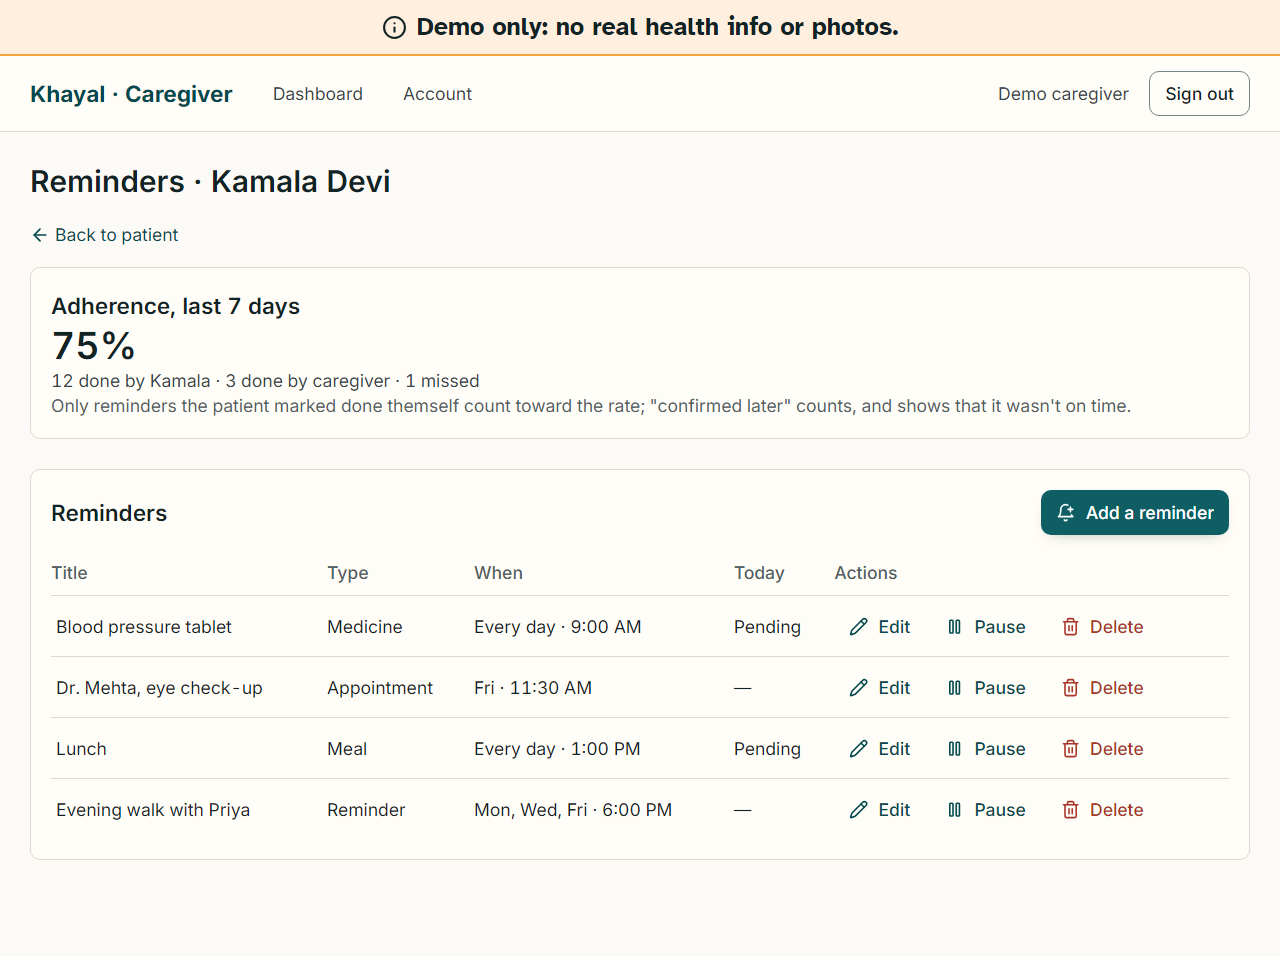 Demo only: no real health info or photos.
Khayal · Caregiver Dashboard Account Demo caregiver Sign out
Reminders · Kamala Devi
← Back to patient
Adherence, last 7 days
75%
12 done by Kamala · 3 done by caregiver · 1 missed
Only reminders the patient marked done themself count toward the rate; "confirmed later" counts, and shows that it wasn't on time.
Reminders Add a reminder
Title Type When Today Actions
Blood pressure tablet Medicine Every day · 9:00 AM Pending Edit Pause Delete
Dr. Mehta, eye check-up Appointment Fri · 11:30 AM — Edit Pause Delete
Lunch Meal Every day · 1:00 PM Pending Edit Pause Delete
Evening walk with Priya Reminder Mon, Wed, Fri · 6:00 PM — Edit Pause Delete